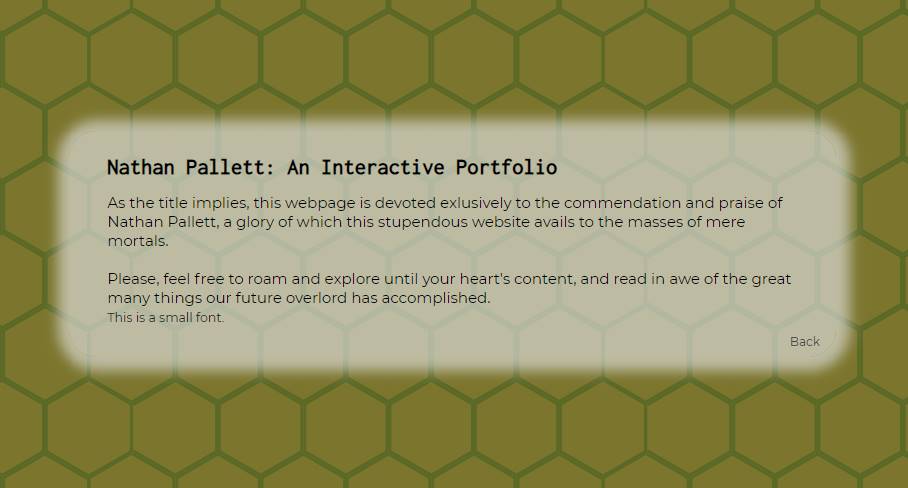 Nathan Pallett: An Interactive Portfolio
As the title implies, this webpage is devoted exlusively to the commendation and praise of
Nathan Pallett, a glory of which this stupendous website avails to the masses of mere
mortals.
Please, feel free to roam and explore until your heart's content, and read in awe of the great
many things our future overlord has accomplished.
This is a small font.
Back